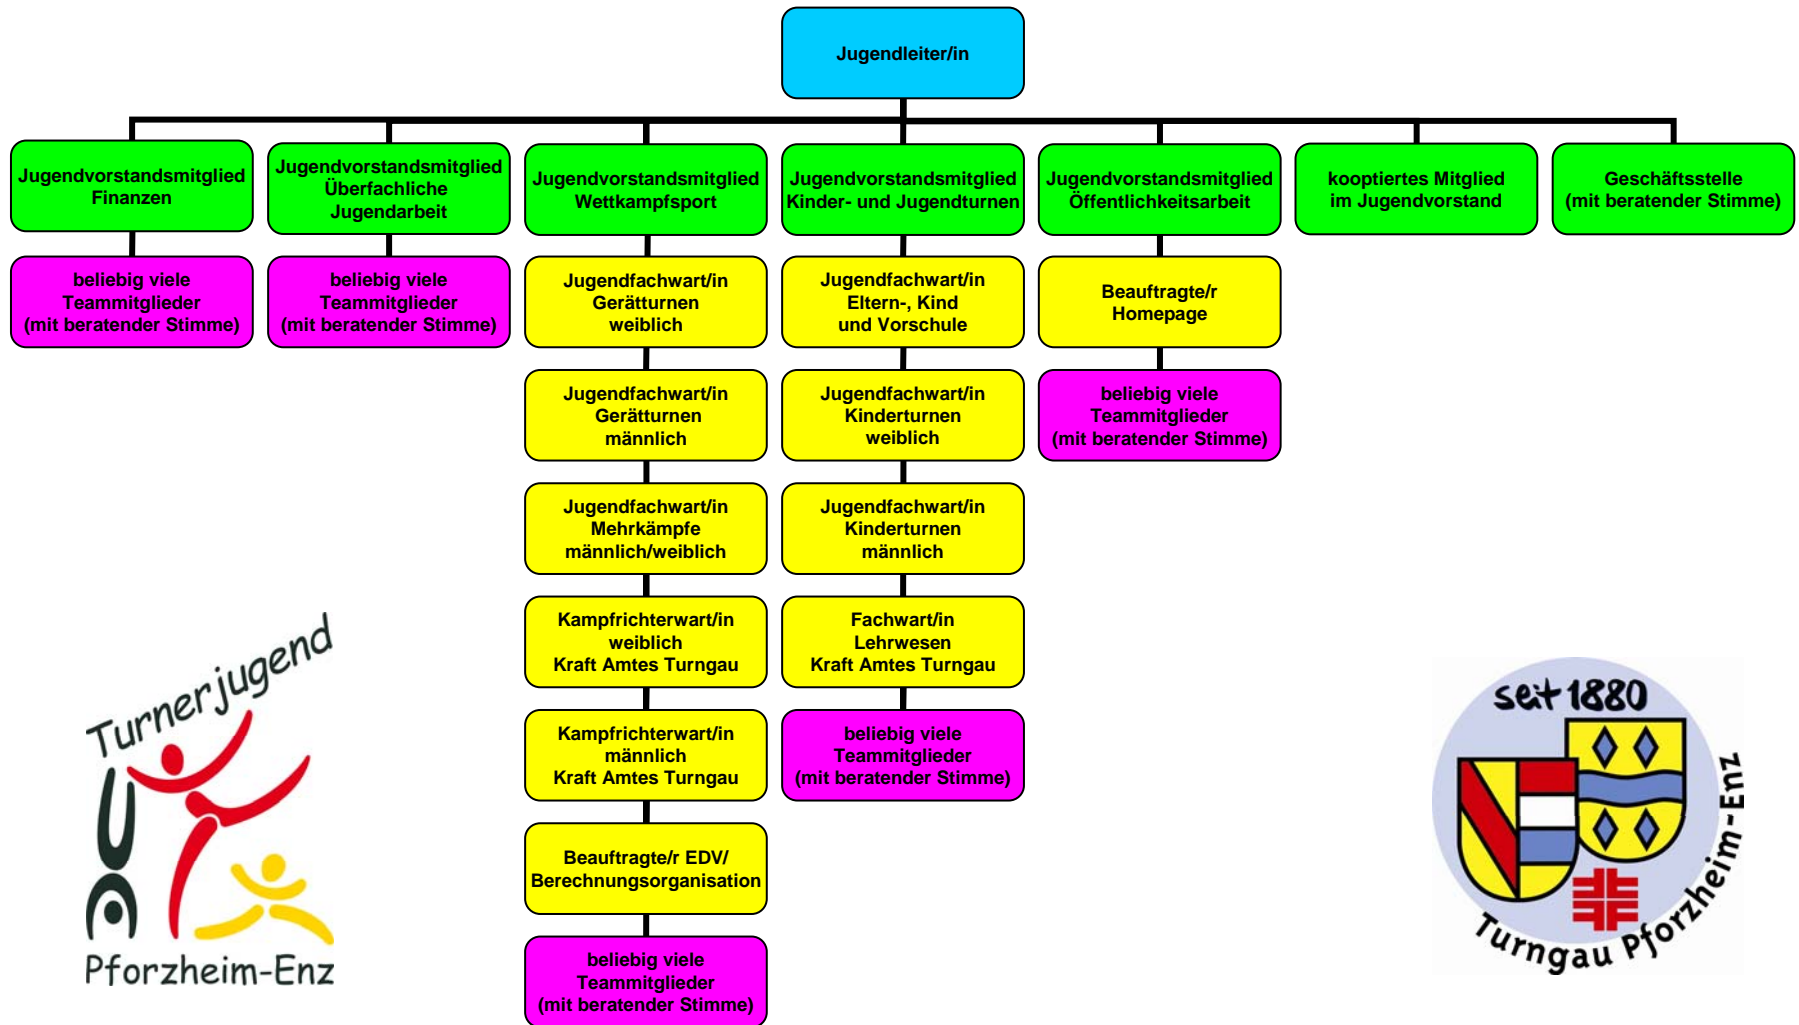 Jugendleiter/in
Jugendvorstandsmitglied
Finanzen
Jugendvorstandsmitglied
Überfachliche
Jugendarbeit
Jugendvorstandsmitglied
Wettkampfsport
Jugendvorstandsmitglied
Kinder- und Jugendturnen
Jugendvorstandsmitglied
Öffentlichkeitsarbeit
kooptiertes Mitglied
im Jugendvorstand
Geschäftsstelle
(mit beratender Stimme)
beliebig viele
Teammitglieder
(mit beratender Stimme)
beliebig viele
Teammitglieder
(mit beratender Stimme)
Jugendfachwart/in
Gerätturnen
weiblich
Jugendfachwart/in
Eltern-, Kind
und Vorschule
Beauftragte/r
Homepage
Jugendfachwart/in
Gerätturnen
männlich
Jugendfachwart/in
Kinderturnen
weiblich
beliebig viele
Teammitglieder
(mit beratender Stimme)
Jugendfachwart/in
Mehrkämpfe
männlich/weiblich
Jugendfachwart/in
Kinderturnen
männlich
Kampfrichterwart/in
weiblich
Kraft Amtes Turngau
Fachwart/in
Lehrwesen
Kraft Amtes Turngau
Kampfrichterwart/in
männlich
Kraft Amtes Turngau
beliebig viele
Teammitglieder
(mit beratender Stimme)
Beauftragte/r EDV/
Berechnungsorganisation
beliebig viele
Teammitglieder
(mit beratender Stimme)
Turnerjugend
Pforzheim-Enz
seit 1880
Turngau Pforzheim-Enz